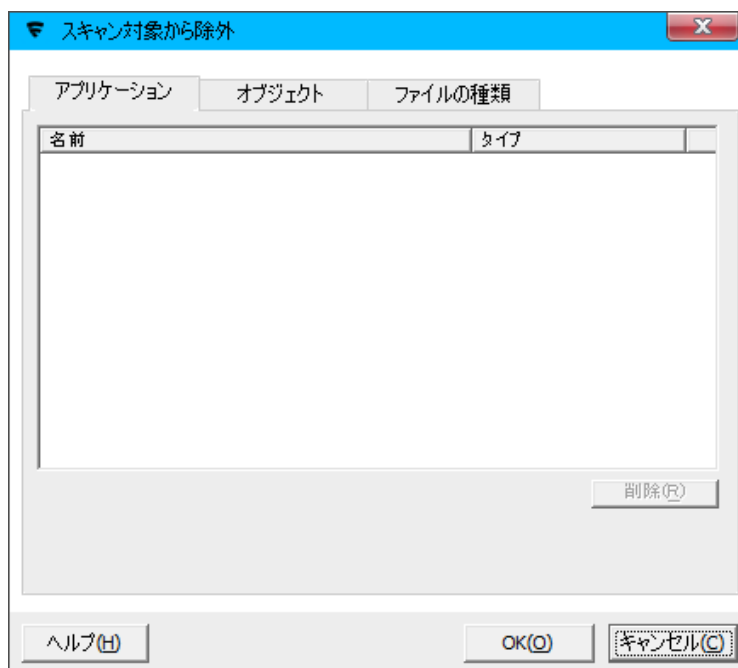 スキャン対象から除外
アプリケーション オブジェクト ファイルの種類
名前 タイプ
削除(R)
ヘルプ(H) OK(O) キャンセル(C)